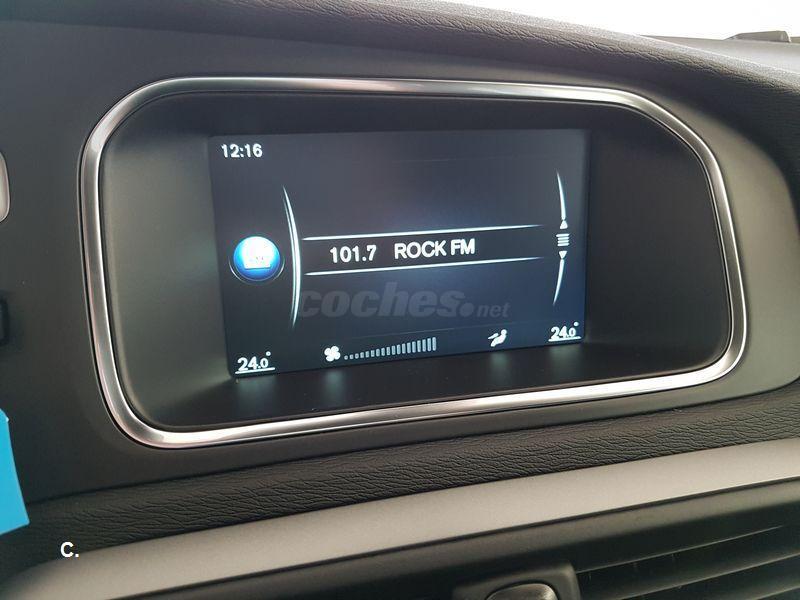 12:16
101.7 ROCK FM
coches.net
24.0° 24.0°
C.